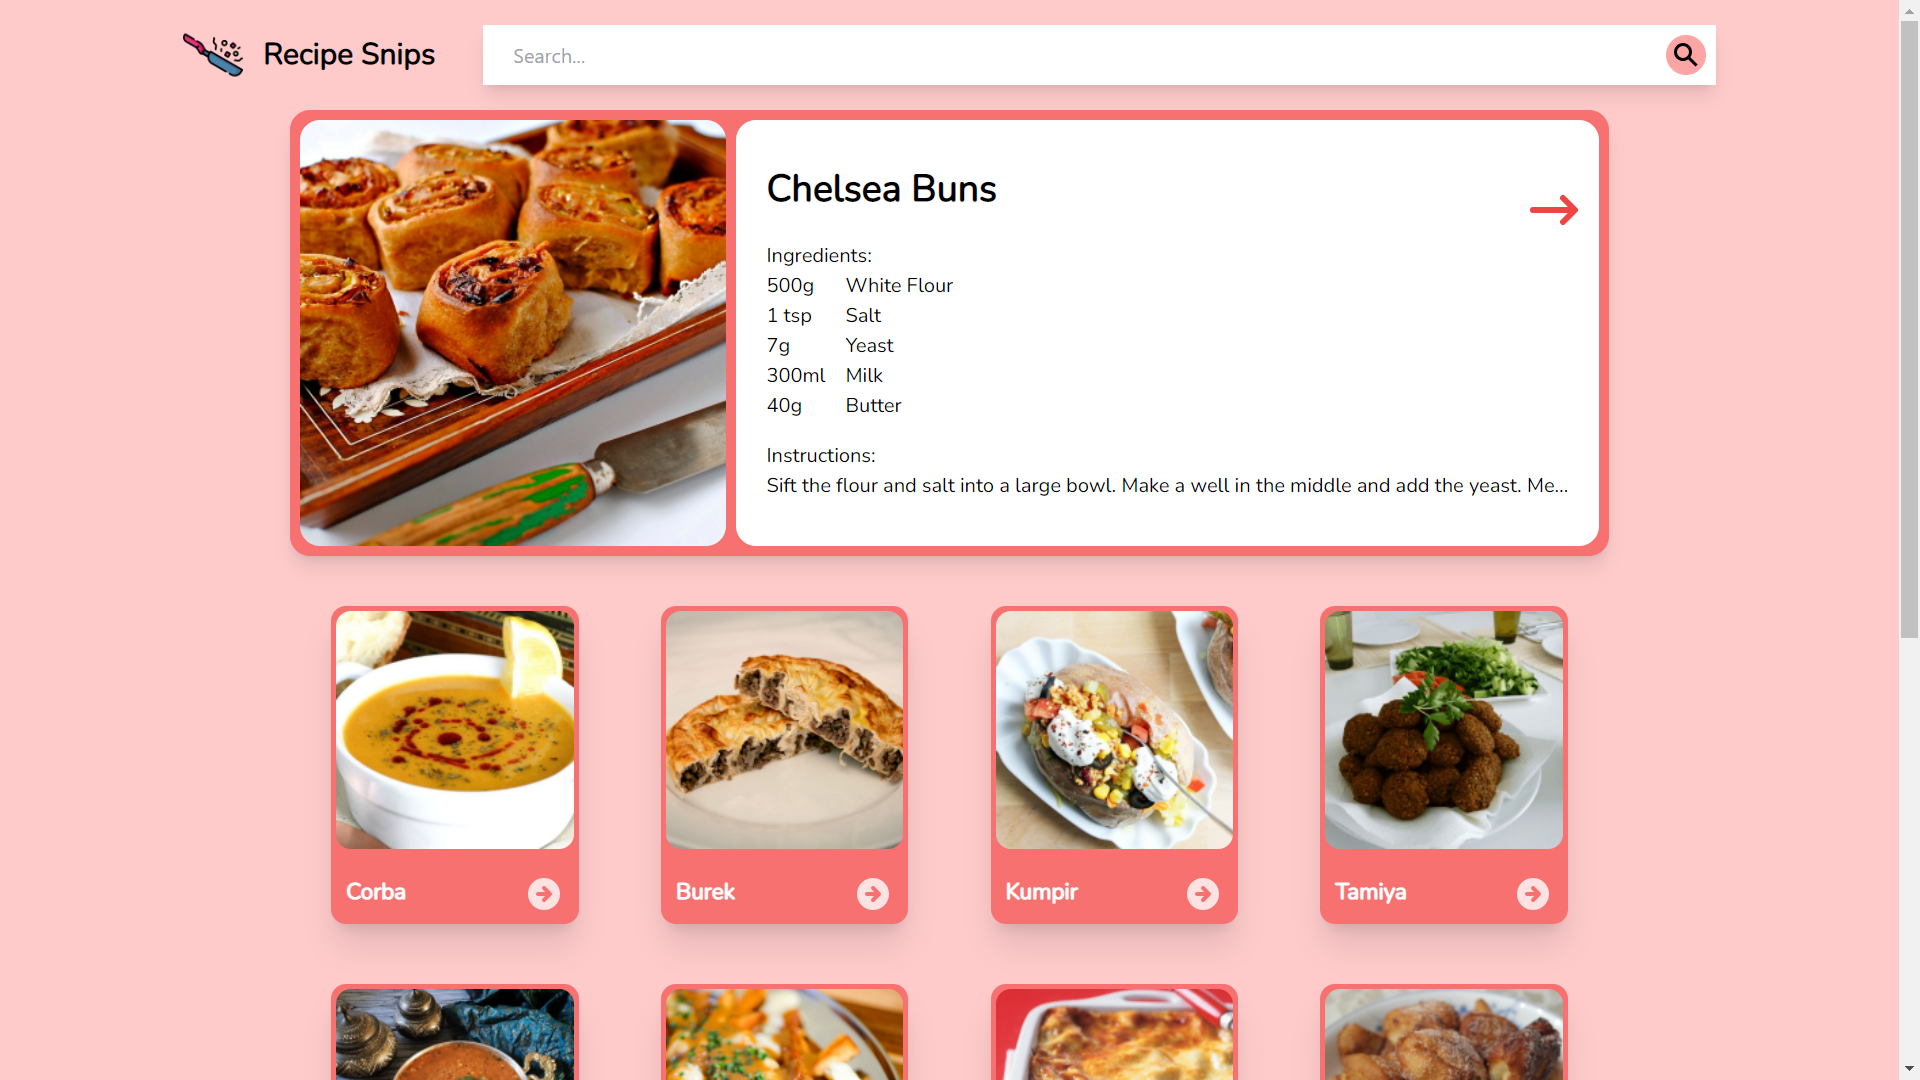 Recipe Snips
Search...
Chelsea Buns
Ingredients:
500g White Flour
1 tsp Salt
7g Yeast
300ml Milk
40g Butter
Instructions:
Sift the flour and salt into a large bowl. Make a well in the middle and add the yeast. Me...
Corba
Burek
Kumpir
Tamiya